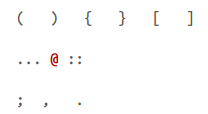 ( ) { } [ ]
... @ ::
; , .